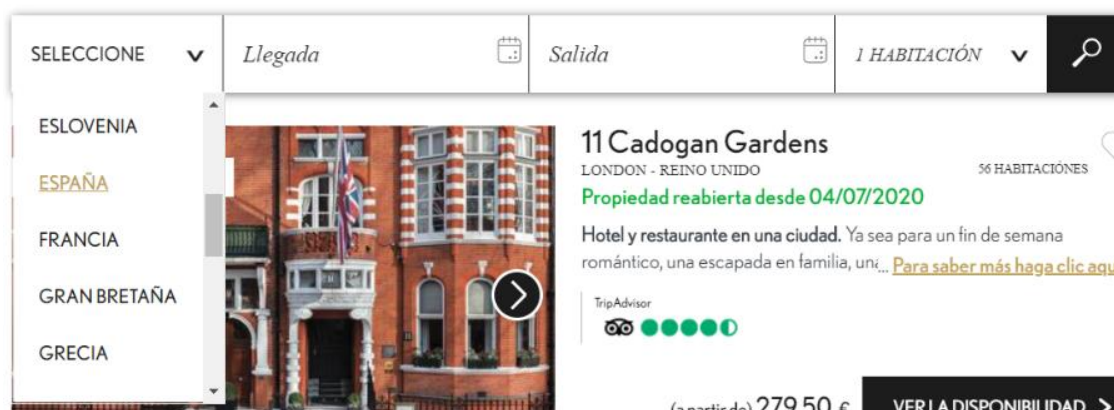 SELECCIONE Llegada Salida 1 HABITACIÓN
ESLOVENIA
ESPAÑA
FRANCIA
GRAN BRETAÑA
GRECIA
11 Cadogan Gardens
LONDON - REINO UNIDO 56 HABITACIÓNES
Propiedad reabierta desde 04/07/2020
Hotel y restaurante en una ciudad. Ya sea para un fin de semana
romántico, una escapada en familia, una... Para saber más haga clic aqu
TripAdvisor
(a partir de) 279,50 € VER LA DISPONIBILIDAD